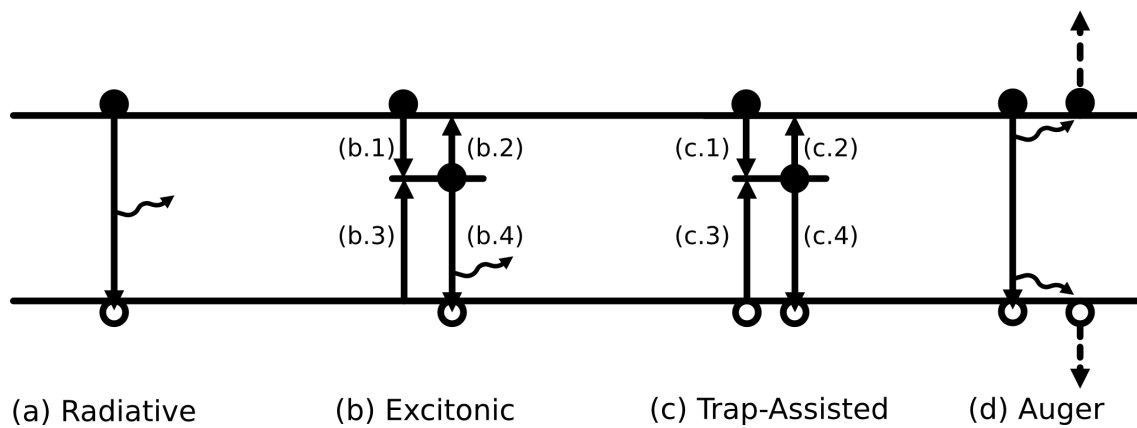 (b.1) (b.2) (c.1) (c.2)
(b.3) (b.4) (c.3) (c.4)
(a) Radiative (b) Excitonic (c) Trap-Assisted (d) Auger